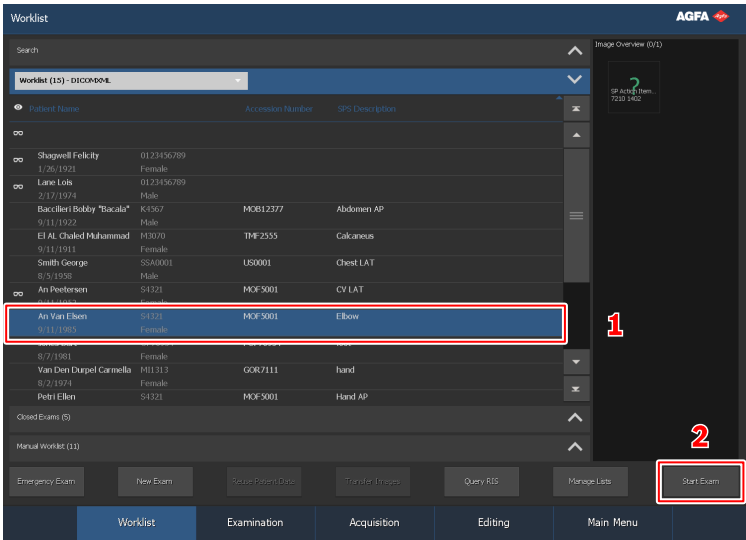 Worklist
AGFA
Search
Image Overview (0/1)
Worklist (15) - DICOMXML
SP Action Item...
7210 1402
Patient Name Accession Number SPS Description
Shagwell Felicity 0123456789
1/26/1921 Female
Lane Lois 0123456789
2/17/1974 Male
Baccilieri Bobby "Bacala" K4567 MOB12377 Abdomen AP
9/11/1922 Male
El AL Chaled Muhammad M3070 TMF2555 Calcaneus
9/11/1911 Female
Smith George SSA0001 US0001 Chest LAT
8/5/1958 Male
An Peetersen S4321 MOF5001 CV LAT
An Van Elsen S4321 MOF5001 Elbow
9/11/1985 Female
1
8/7/1981 Female
Van Den Durpel Carmella MI1313 GOR7111 hand
8/2/1974 Female
Petri Ellen S4321 MOF5001 Hand AP
Closed Exams (5)
2
Manual Worklist (11)
Emergency Exam New Exam Reuse Patient Data Transfer Images Query RIS Manage Lists Start Exam
Worklist Examination Acquisition Editing Main Menu